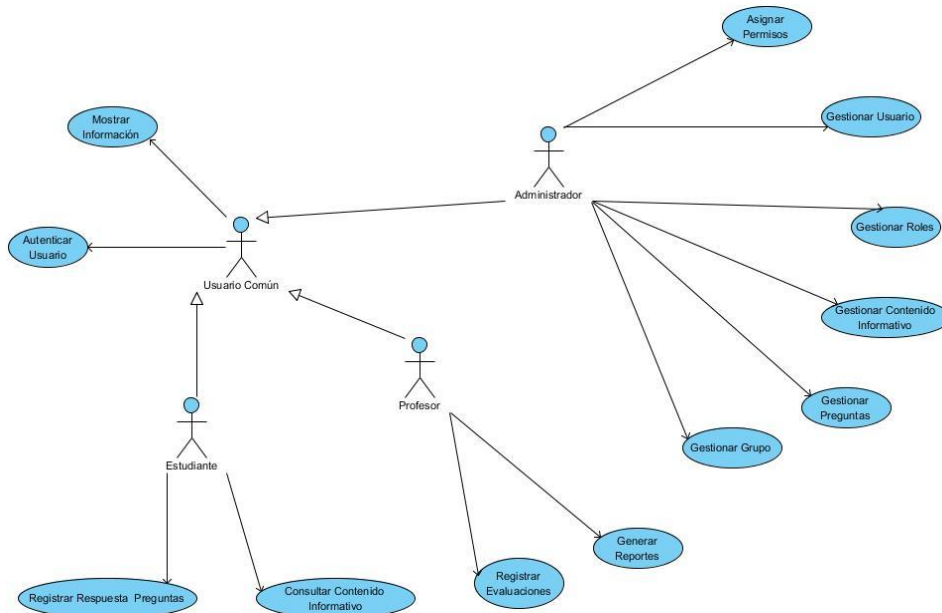 Asignar
Permisos
Gestionar Usuario
Mostrar
Información
Administrador
Gestionar Roles
Autenticar
Usuario
Usuario Común
Gestionar Contenido
Informativo
Profesor
Gestionar
Preguntas
Gestionar Grupo
Estudiante
Generar
Reportes
Registrar
Evaluaciones
Registrar Respuesta Preguntas
Consultar Contenido
Informativo